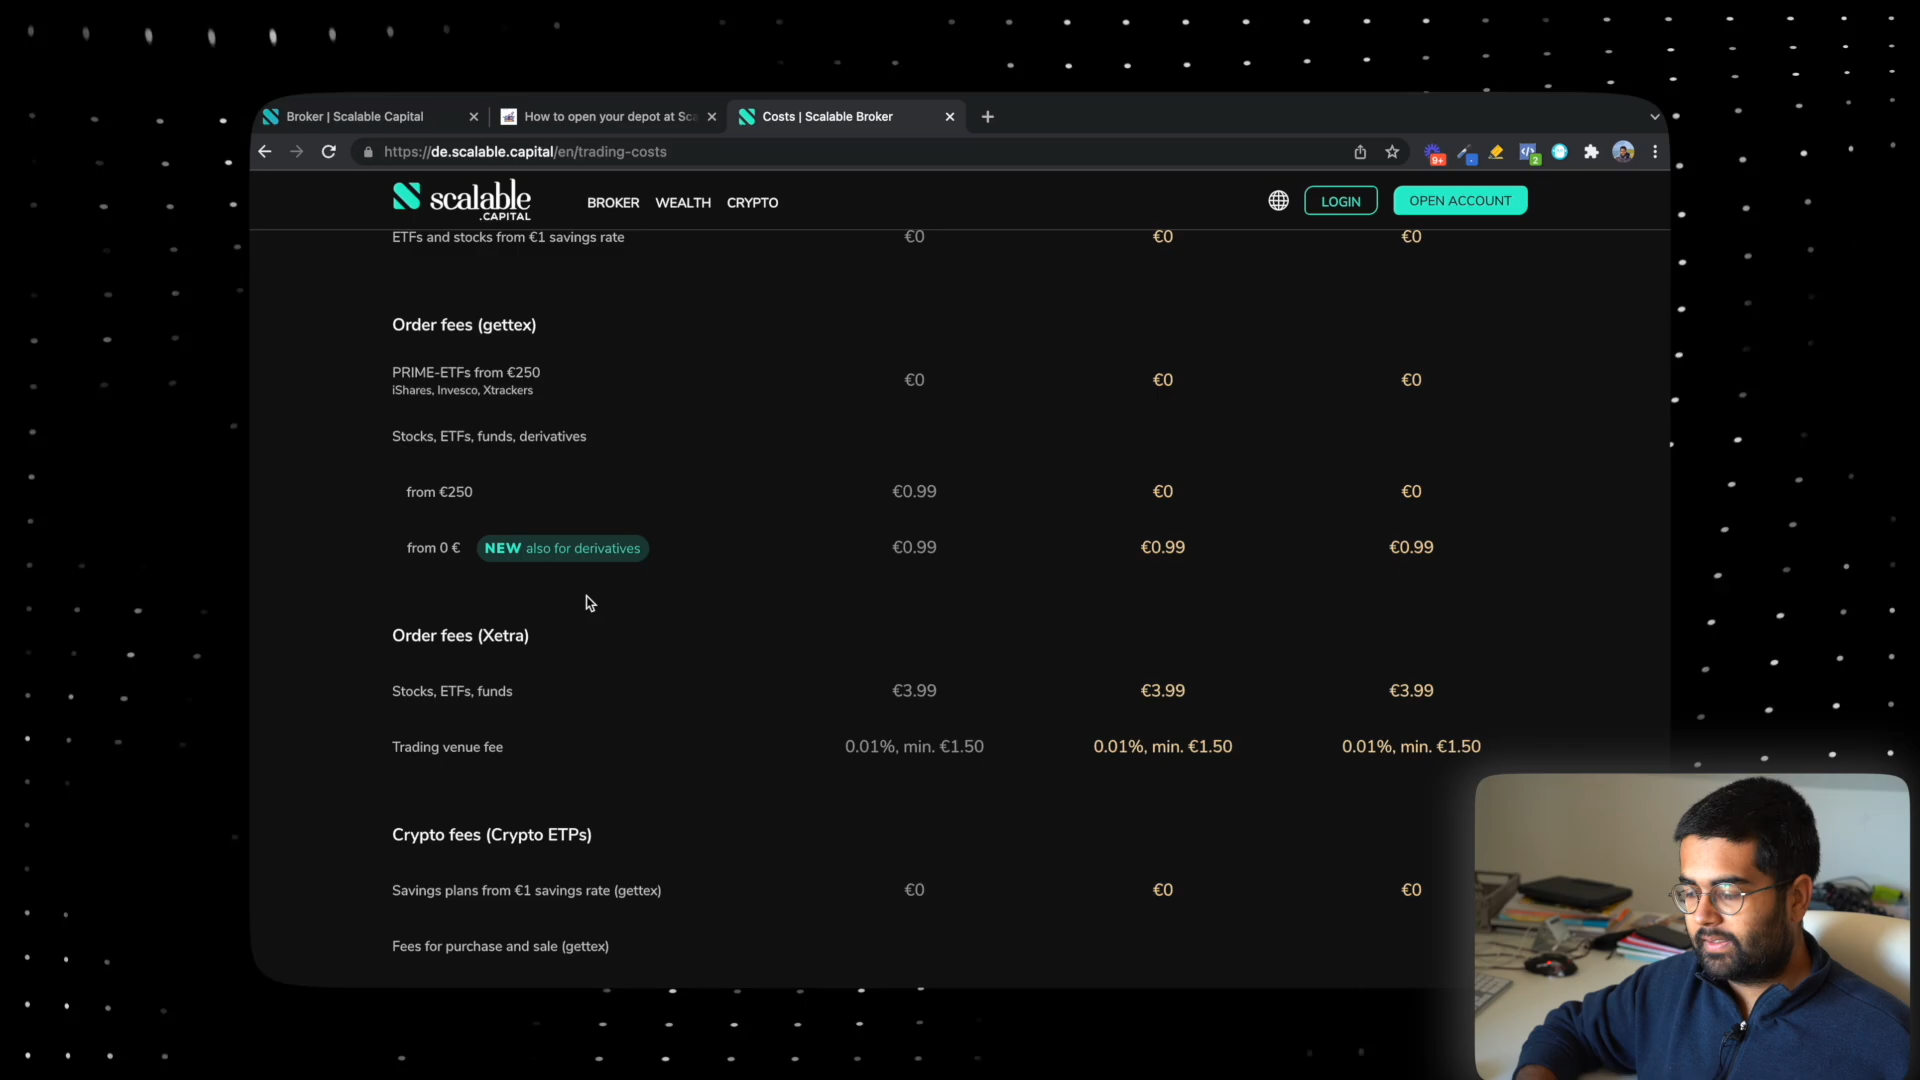 Broker | Scalable Capital
How to open your depot at Sca
Costs | Scalable Broker
https://de.scalable.capital/en/trading-costs
9+
2
scalable
.CAPITAL
BROKER WEALTH CRYPTO
LOGIN
OPEN ACCOUNT
ETFs and stocks from €1 savings rate €0 €0 €0
Order fees (gettex)
PRIME-ETFs from €250 €0 €0 €0
iShares, Invesco, Xtrackers
Stocks, ETFs, funds, derivatives
from €250 €0.99 €0 €0
from 0 € NEW also for derivatives €0.99 €0.99 €0.99
Order fees (Xetra)
Stocks, ETFs, funds €3.99 €3.99 €3.99
Trading venue fee 0.01%, min. €1.50 0.01%, min. €1.50 0.01%, min. €1.50
Crypto fees (Crypto ETPs)
Savings plans from €1 savings rate (gettex) €0 €0 €0
Fees for purchase and sale (gettex)